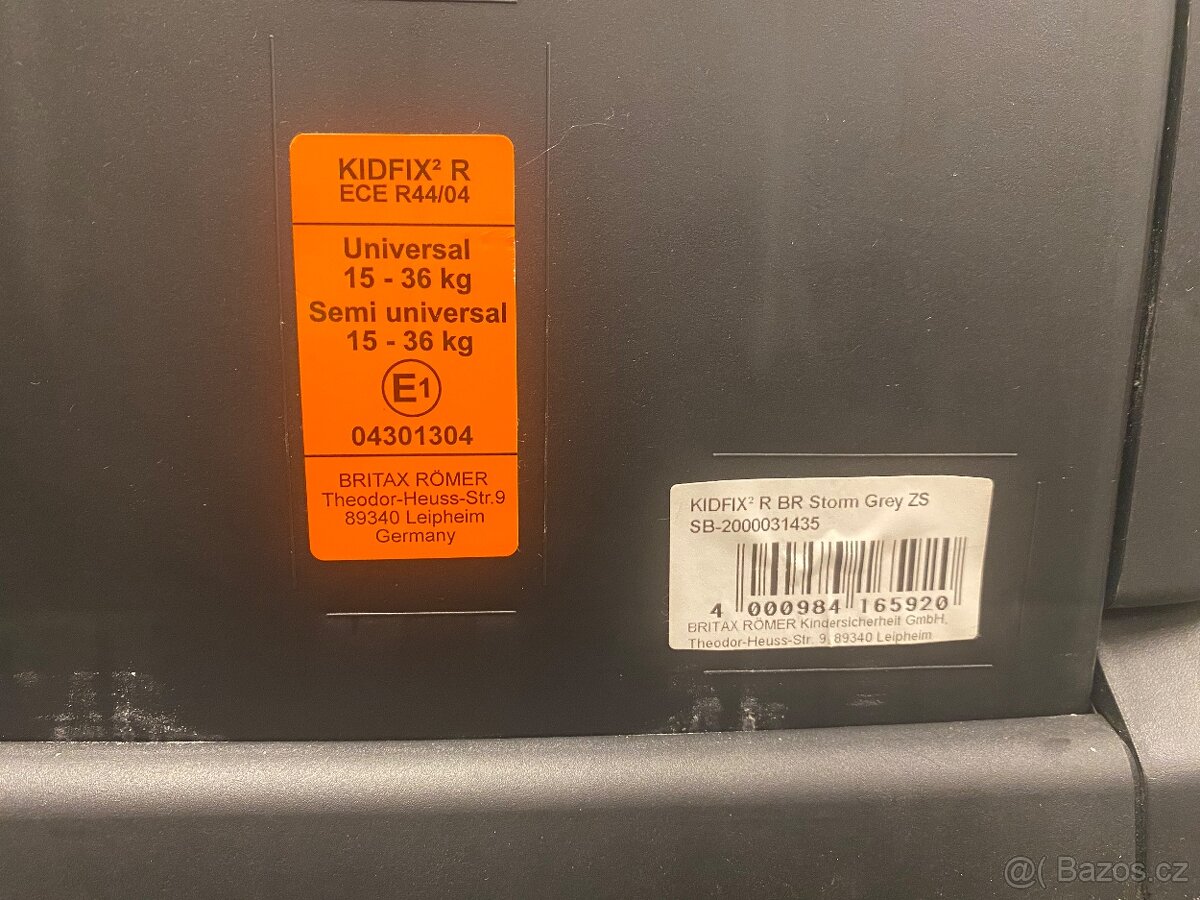 KIDFIX² R
ECE R44/04
Universal
15 - 36 kg
Semi universal
15 - 36 kg
E1
04301304
BRITAX RÖMER
Theodor-Heuss-Str.9
89340 Leipheim
Germany
KIDFIX² R BR Storm Grey ZS
SB-2000031435
4 000984 165920
BRITAX RÖMER Kindersicherheit GmbH,
Theodor-Heuss-Str. 9, 89340 Leipheim
@( Bazoš.cz